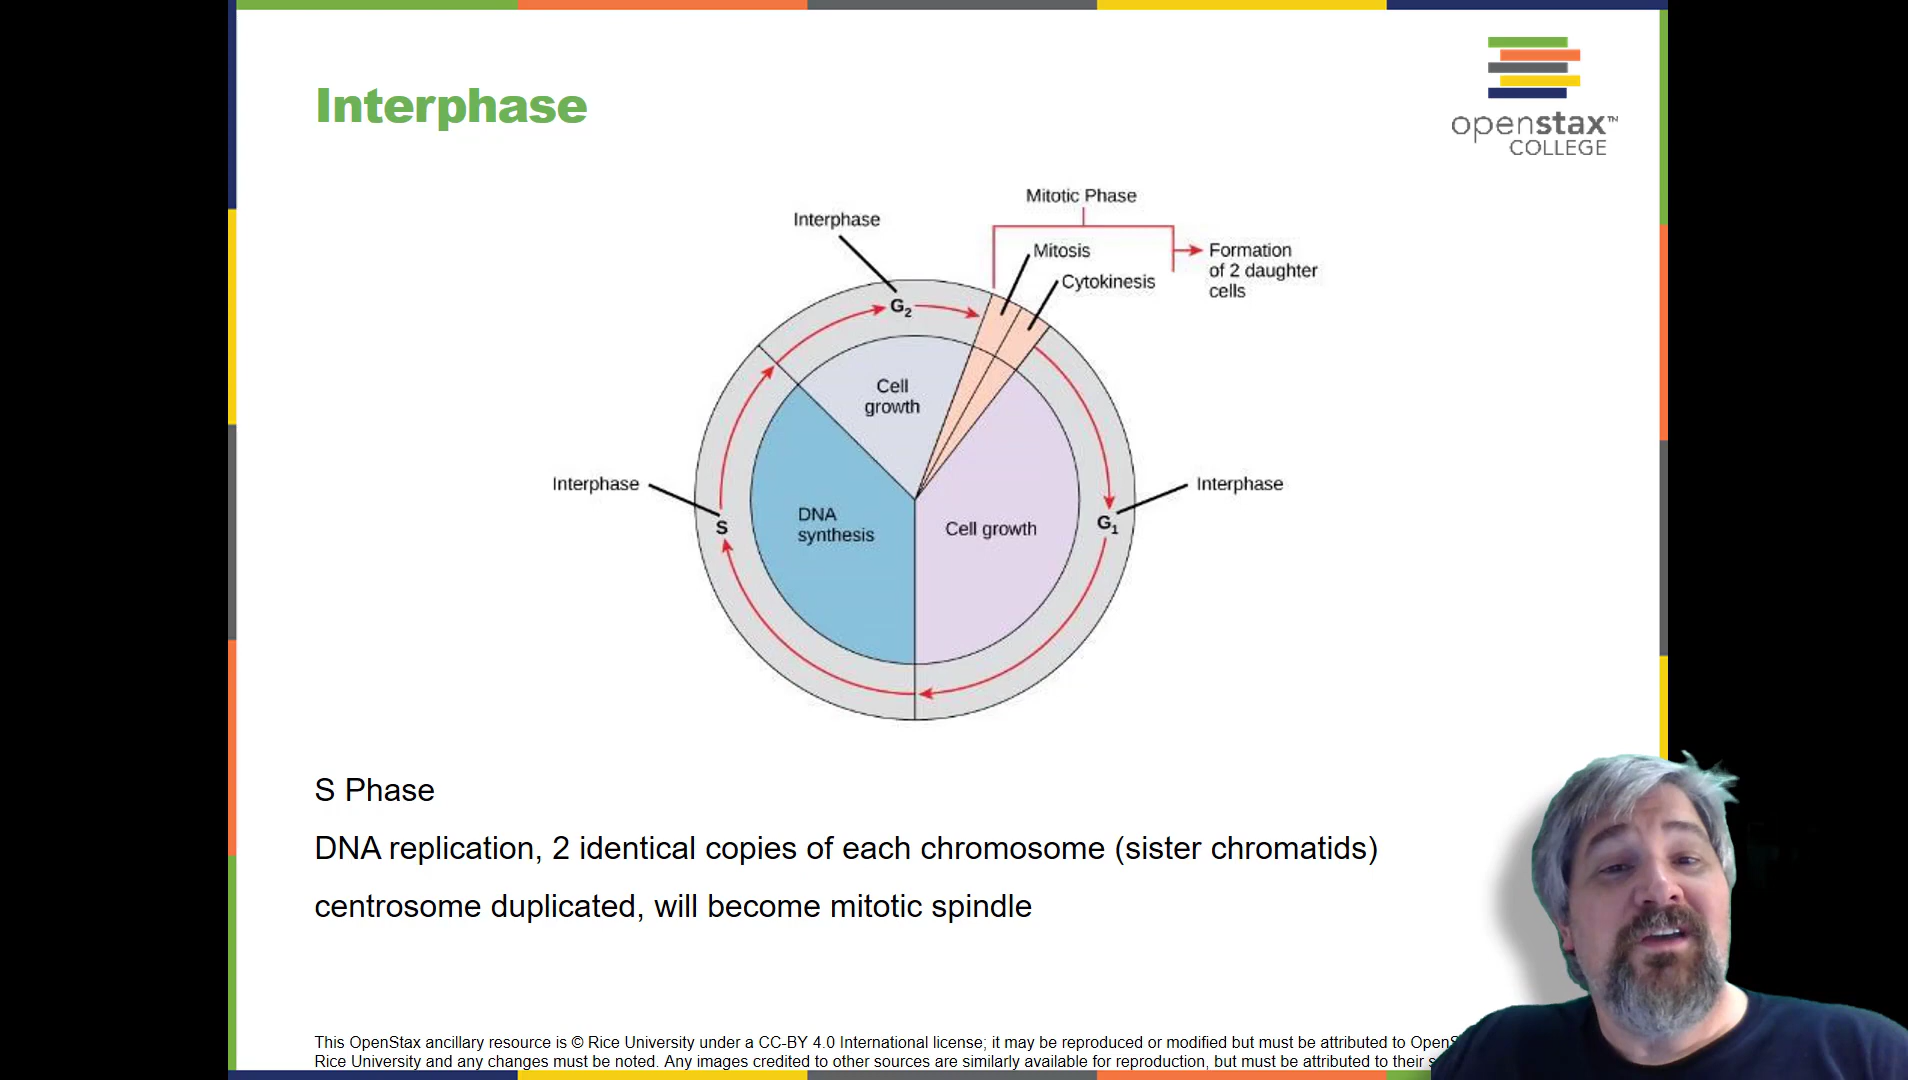 Interphase
openstax™
COLLEGE
Mitotic Phase
Interphase
Mitosis
Formation
of 2 daughter
cells
Cytokinesis
G2
Cell
growth
Interphase
Interphase
S
DNA
synthesis
Cell growth
G1
S Phase
DNA replication, 2 identical copies of each chromosome (sister chromatids)
centrosome duplicated, will become mitotic spindle
This OpenStax ancillary resource is © Rice University under a CC-BY 4.0 International license; it may be reproduced or modified but must be attributed to
Rice University and any changes must be noted. Any images credited to other sources are similarly available for reproduction, but must be attributed to their